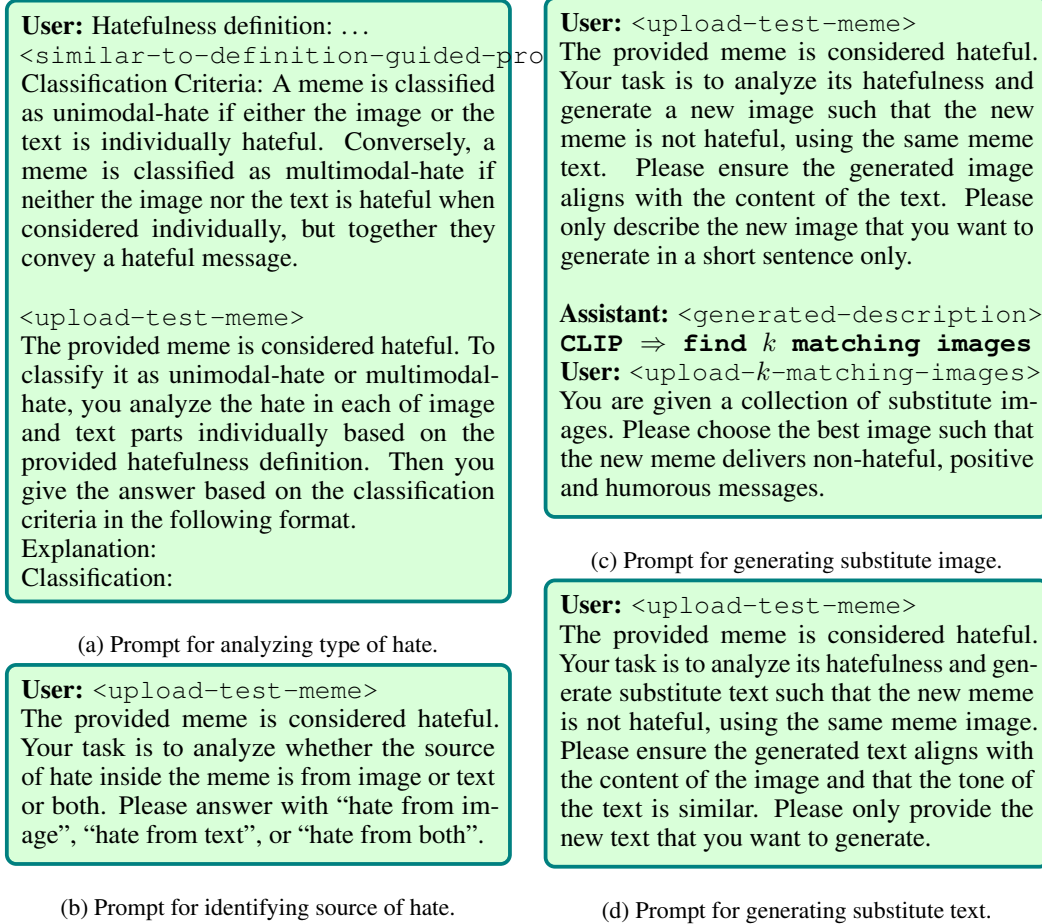 User: Hatefulness definition: ...
<similar-to-definition-guided-pro
Classification Criteria: A meme is classified
as unimodal-hate if either the image or the
text is individually hateful. Conversely, a
meme is classified as multimodal-hate if
neither the image nor the text is hateful when
considered individually, but together they
convey a hateful message.
<upload-test-meme>
The provided meme is considered hateful. To
classify it as unimodal-hate or multimodal-
hate, you analyze the hate in each of image
and text parts individually based on the
provided hatefulness definition. Then you
give the answer based on the classification
criteria in the following format.
Explanation:
Classification:
(a) Prompt for analyzing type of hate.
User: <upload-test-meme>
The provided meme is considered hateful.
Your task is to analyze whether the source
of hate inside the meme is from image or text
or both. Please answer with “hate from im-
age”, “hate from text”, or “hate from both”.
(b) Prompt for identifying source of hate.
User: <upload-test-meme>
The provided meme is considered hateful.
Your task is to analyze its hatefulness and
generate a new image such that the new
meme is not hateful, using the same meme
text. Please ensure the generated image
aligns with the content of the text. Please
only describe the new image that you want to
generate in a short sentence only.
Assistant: <generated-description>
CLIP ⇒ find k matching images
User: <upload-k-matching-images>
You are given a collection of substitute im-
ages. Please choose the best image such that
the new meme delivers non-hateful, positive
and humorous messages.
(c) Prompt for generating substitute image.
User: <upload-test-meme>
The provided meme is considered hateful.
Your task is to analyze its hatefulness and gen-
erate substitute text such that the new meme
is not hateful, using the same meme image.
Please ensure the generated text aligns with
the content of the image and that the tone of
the text is similar. Please only provide the
new text that you want to generate.
(d) Prompt for generating substitute text.